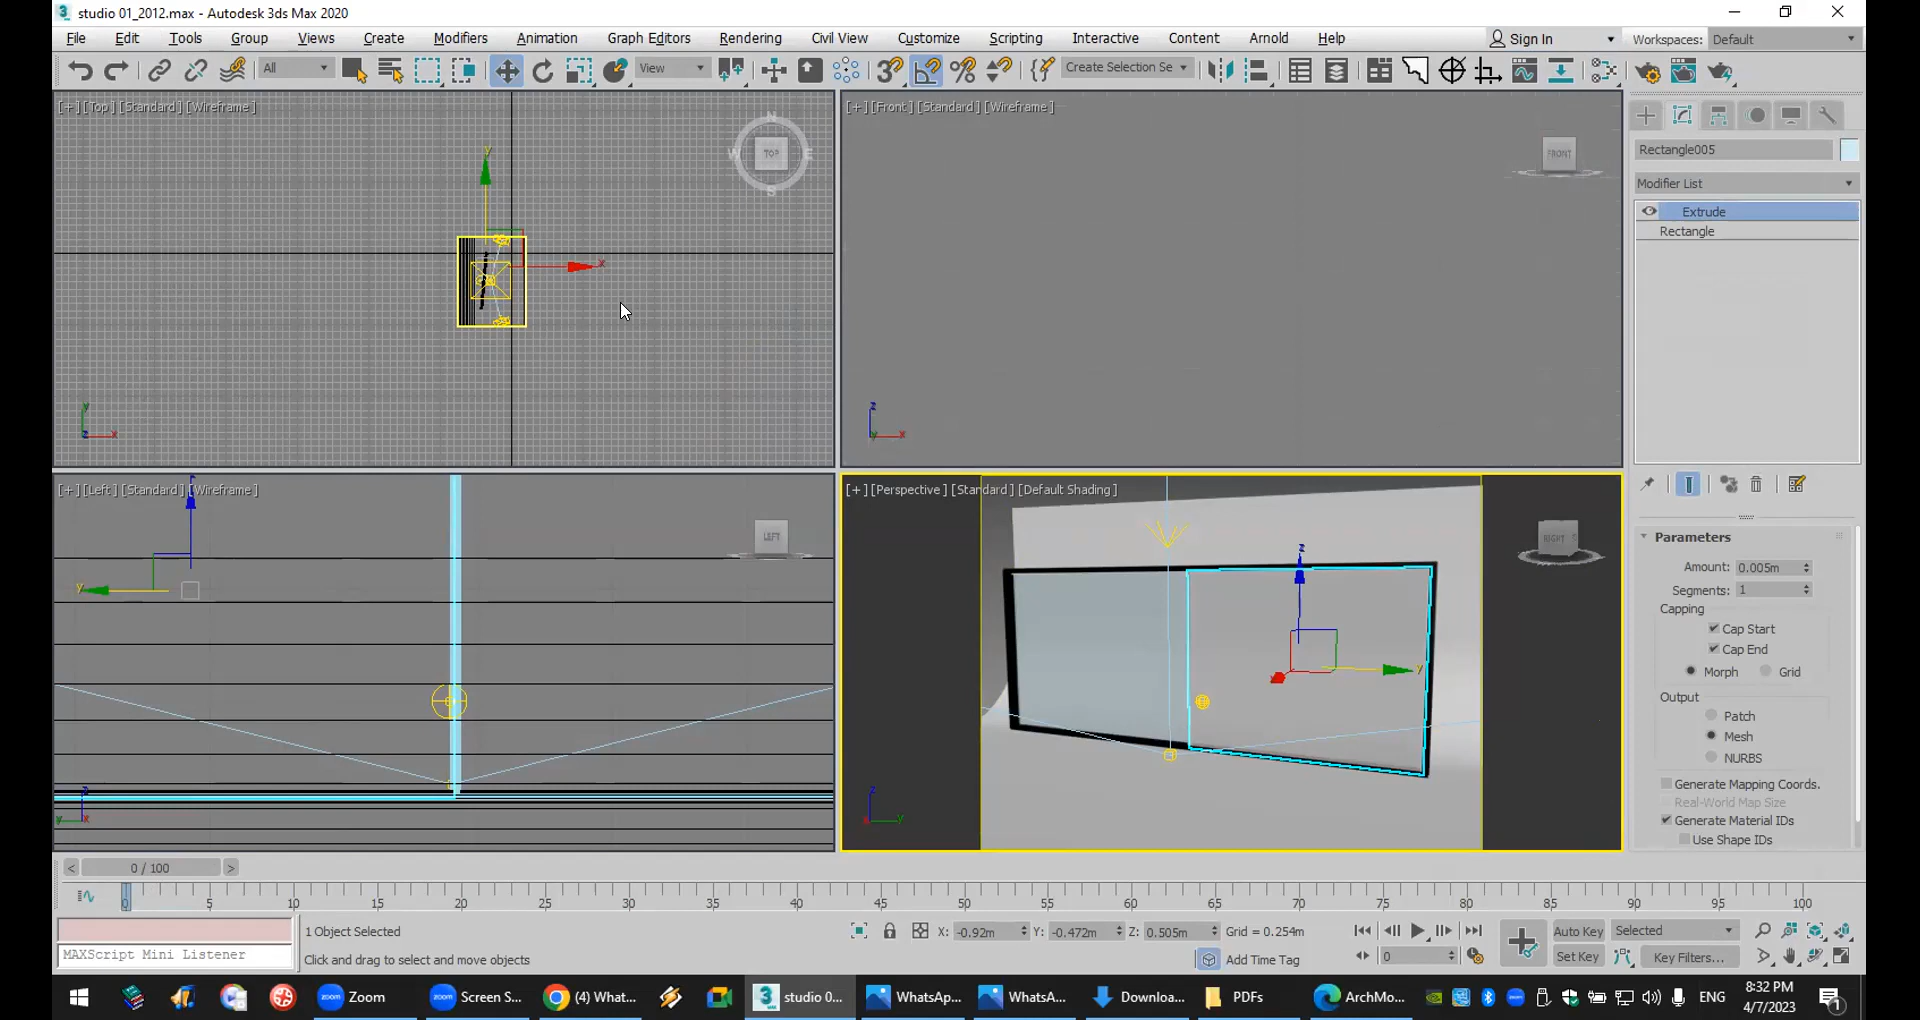 studio 01_2012.max - Autodesk 3ds Max 2020
File Edit Tools Group Views Create Modifiers Animation Graph Editors Rendering Civil View Customize Scripting Interactive Content Arnold Help Sign In Workspaces: Default
All View Create Selection Se
[+] [Top] [Standard] [Wireframe]
[+] [Front] [Standard] [Wireframe]
N
W TOP E
S
FRONT
y
x
y
z x
z
y x
Rectangle005
Modifier List
Extrude
Rectangle
[+] [Left] [Standard] [Wireframe]
[+] [Perspective] [Standard] [Default Shading]
LEFT
RIGHT
y
z
y x
z
y
z
x y
Parameters
Amount: 0.005m
Segments: 1
Capping
Cap Start
Cap End
Morph Grid
Output
Patch
Mesh
NURBS
Generate Mapping Coords.
Real-World Map Size
Generate Material IDs
Use Shape IDs
< 0 / 100 >
0 5 10 15 20 25 30 35 40 45 50 55 60 65 70 75 80 85 90 95 100
1 Object Selected
X: -0.92m Y: -0.472m Z: 0.505m Grid = 0.254m
Auto Key Selected
MAXScript Mini Listener
Click and drag to select and move objects
Add Time Tag
0
Set Key Key Filters...
Zoom
Screen S...
(4) What...
studio 0...
WhatsAp...
WhatsA...
Downloa...
PDFs
ArchMo...
ENG
8:32 PM
4/7/2023